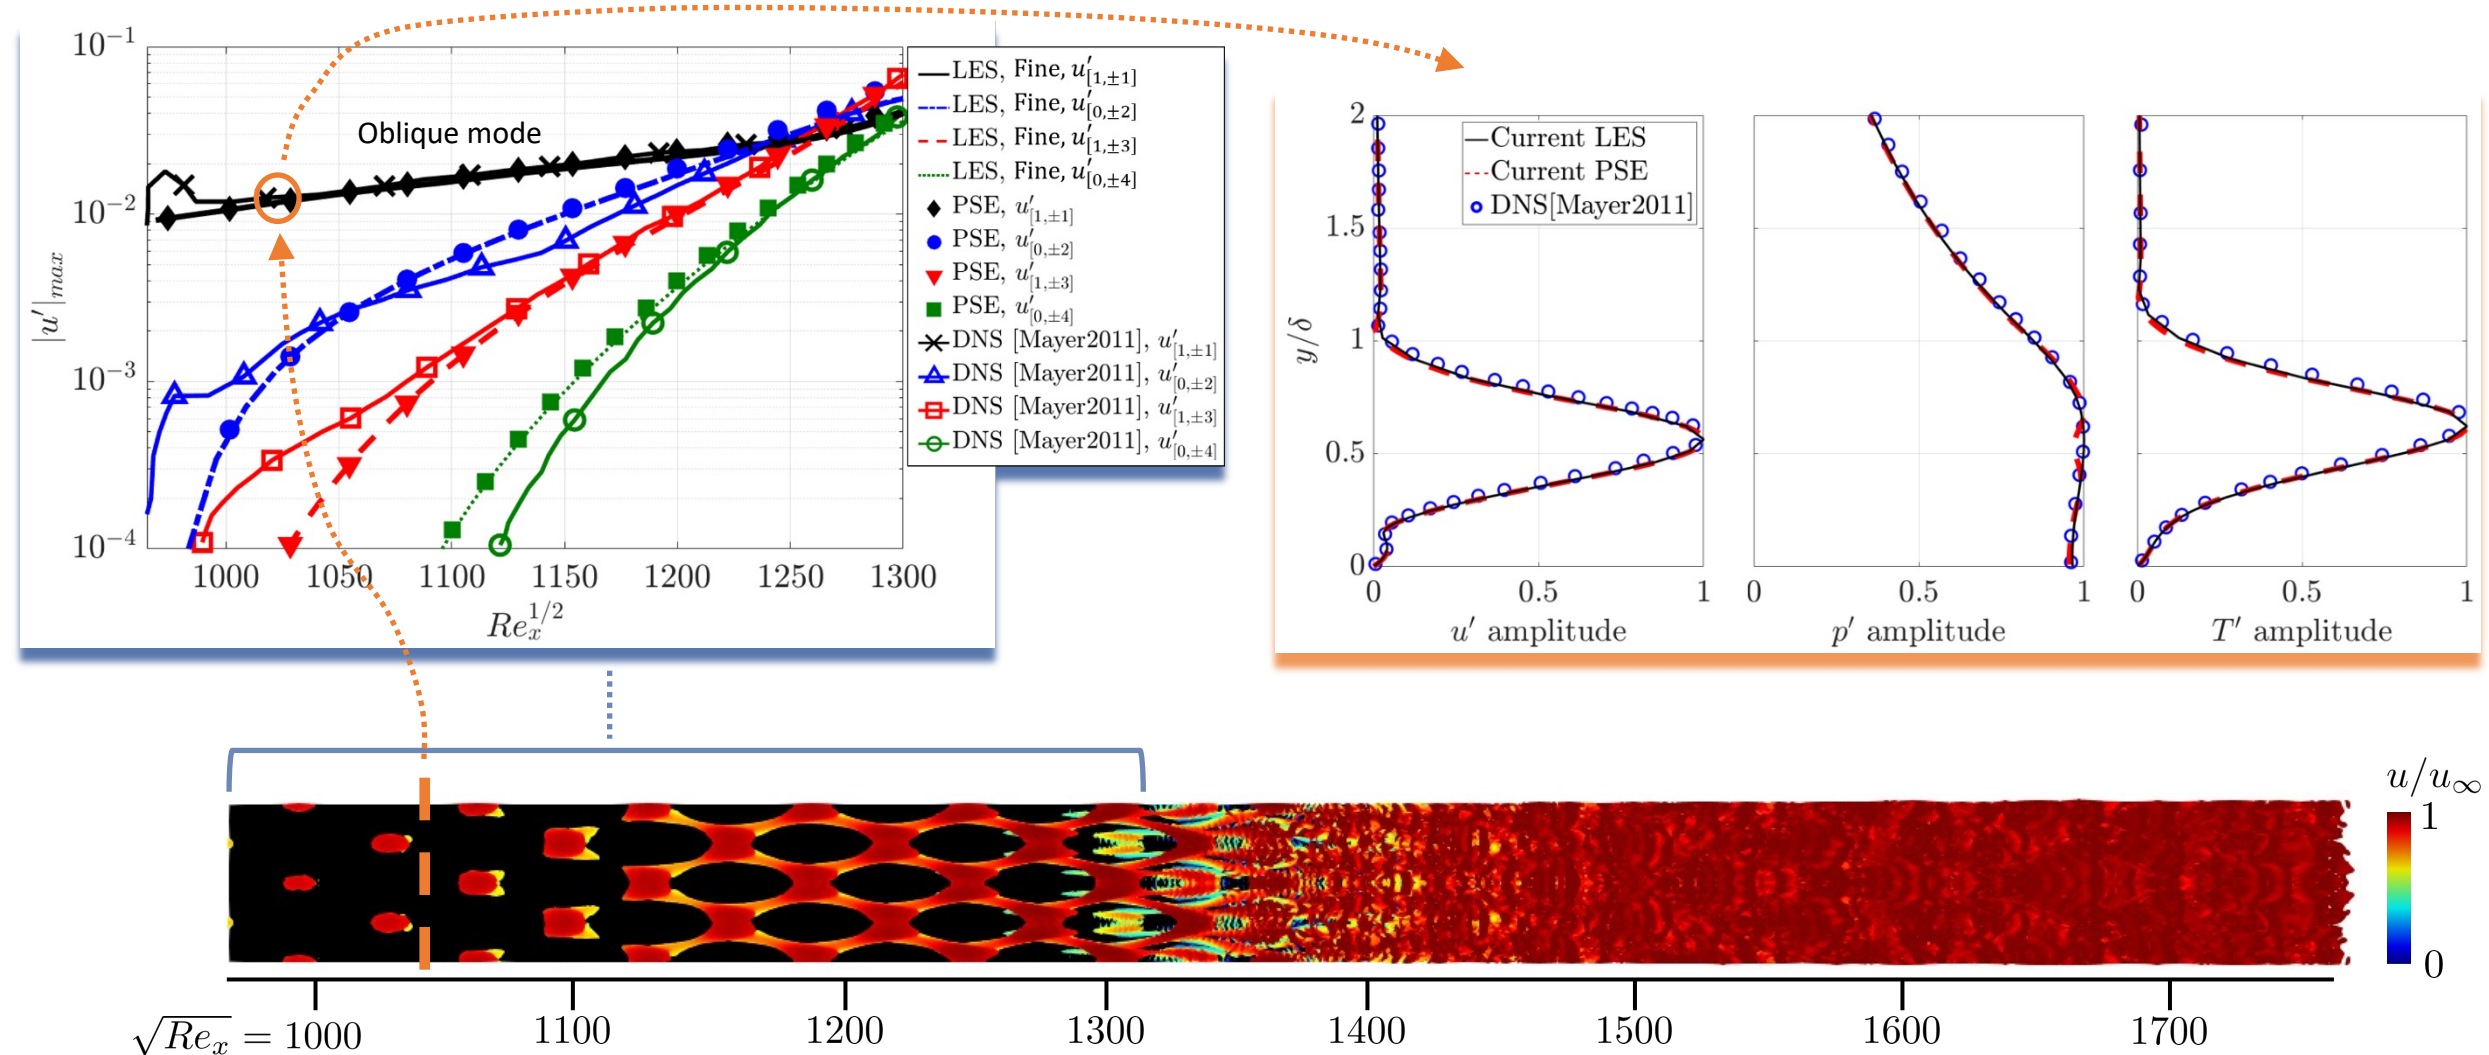 10^{-1}
10^{-2}
10^{-3}
10^{-4}
|u'|_{max}
Oblique mode
1000 1050 1100 1150 1200 1250 1300
Re_x^{1/2}
LES, Fine, u'_{[1,±1]}
LES, Fine, u'_{[0,±2]}
LES, Fine, u'_{[1,±3]}
LES, Fine, u'_{[0,±4]}
PSE, u'_{[1,±1]}
PSE, u'_{[0,±2]}
PSE, u'_{[1,±3]}
PSE, u'_{[0,±4]}
DNS [Mayer2011], u'_{[1,±1]}
DNS [Mayer2011], u'_{[0,±2]}
DNS [Mayer2011], u'_{[1,±3]}
DNS [Mayer2011], u'_{[0,±4]}
2
1.5
1
0.5
0
y/δ
Current LES
Current PSE
DNS[Mayer2011]
0 0.5 1
u' amplitude
0 0.5 1
p' amplitude
0 0.5 1
T' amplitude
u/u_∞
1
0
√Re_x = 1000 1100 1200 1300 1400 1500 1600 1700